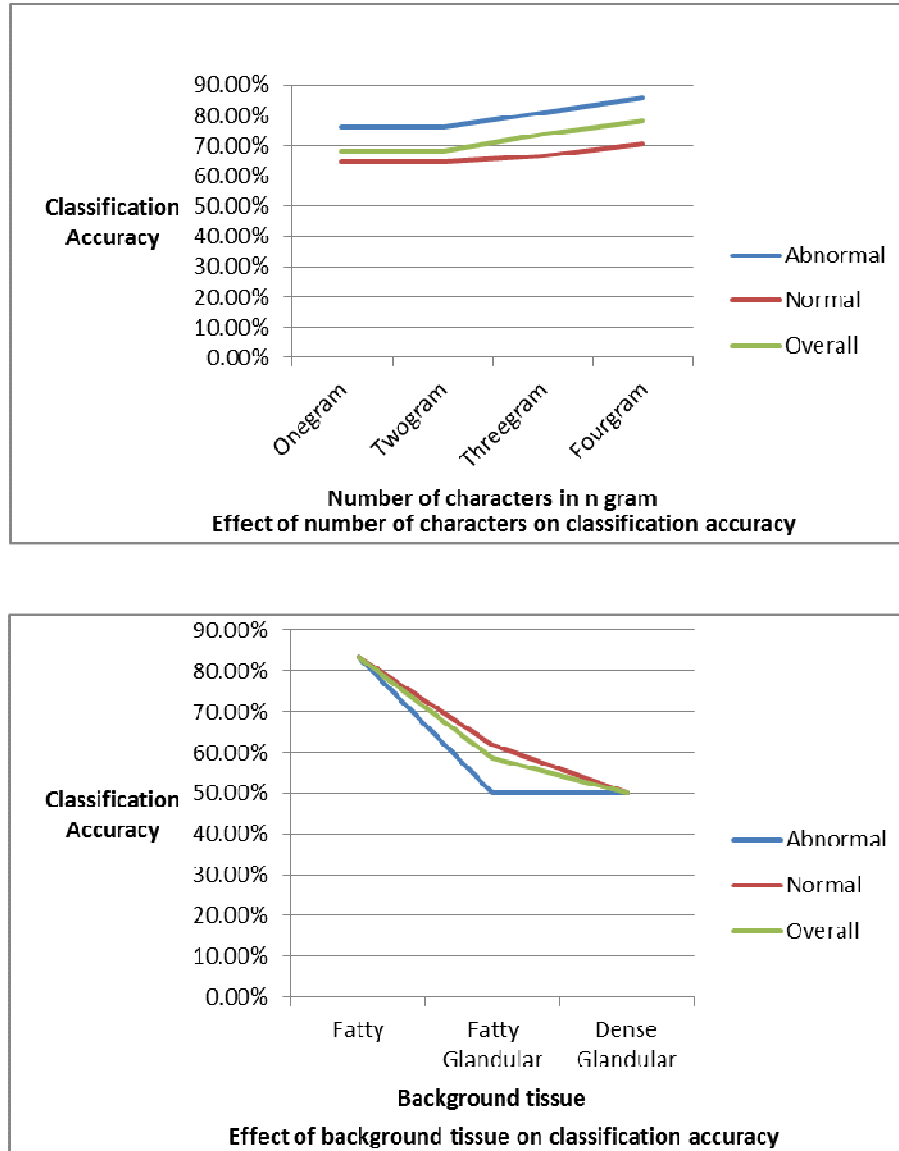 90.00%
80.00%
70.00%
60.00%
50.00%
40.00%
30.00%
20.00%
10.00%
0.00%
Classification
Accuracy
Onegram
Twogram
Threegram
Fourgram
Abnormal
Normal
Overall
Number of characters in n gram
Effect of number of characters on classification accuracy
90.00%
80.00%
70.00%
60.00%
50.00%
40.00%
30.00%
20.00%
10.00%
0.00%
Classification
Accuracy
Fatty
Fatty
Glandular
Dense
Glandular
Abnormal
Normal
Overall
Background tissue
Effect of background tissue on classification accuracy